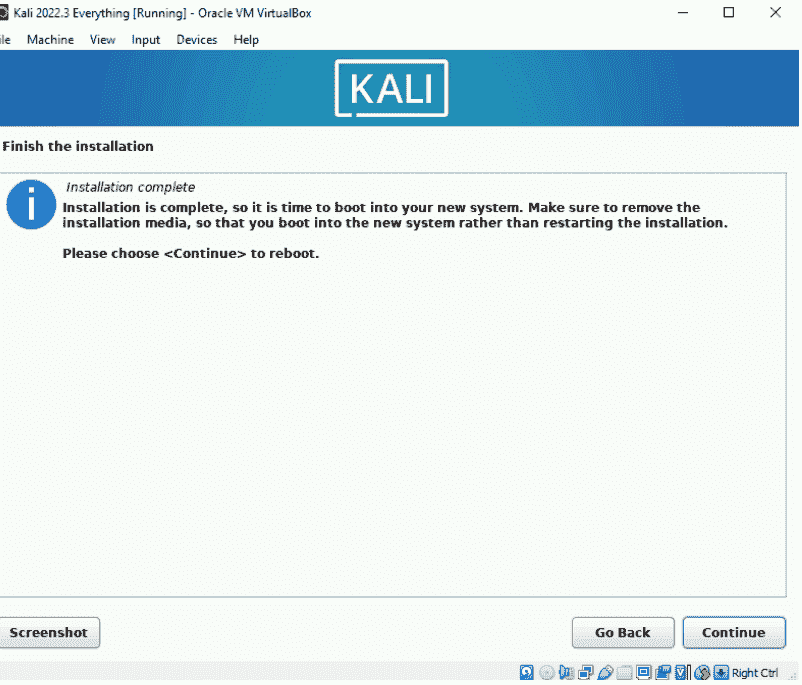 Kali 2022.3 Everything [Running] - Oracle VM VirtualBox
ile Machine View Input Devices Help
KALI
Finish the installation
Installation complete
Installation is complete, so it is time to boot into your new system. Make sure to remove the
installation media, so that you boot into the new system rather than restarting the installation.
Please choose <Continue> to reboot.
Screenshot Go Back Continue
Right Ctrl